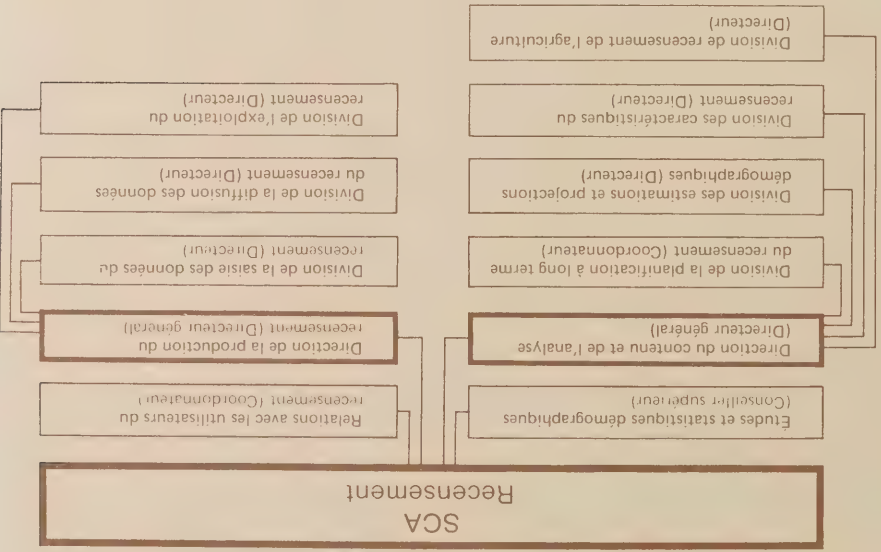 SCA
Recensement
Études et statistiques démographiques
(Conseiller supérieur)
Direction du contenu et de l'analyse
(Directeur général)
Division de la planification à long terme
du recensement (Coordonnateur)
Division des estimations et projections
démographiques (Directeur)
Division des caractéristiques du
recensement (Directeur)
Division de recensement de l'agriculture
(Directeur)
Relations avec les utilisateurs du
recensement (Coordonnateur)
Direction de la production du
recensement (Directeur général)
Division de la saisie des données du
recensement (Directeur)
Division de la diffusion des données
du recensement (Directeur)
Division de l'exploitation du
recensement (Directeur)